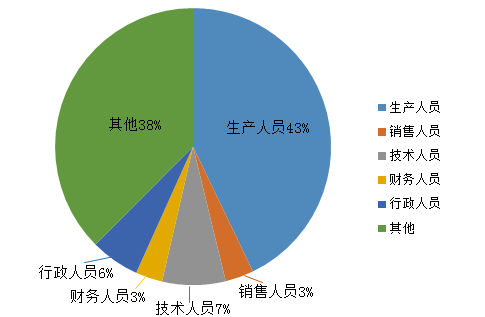 其他38%
生产人员43%
行政人员6%
财务人员3%
技术人员7%
销售人员3%
生产人员
销售人员
技术人员
财务人员
行政人员
其他